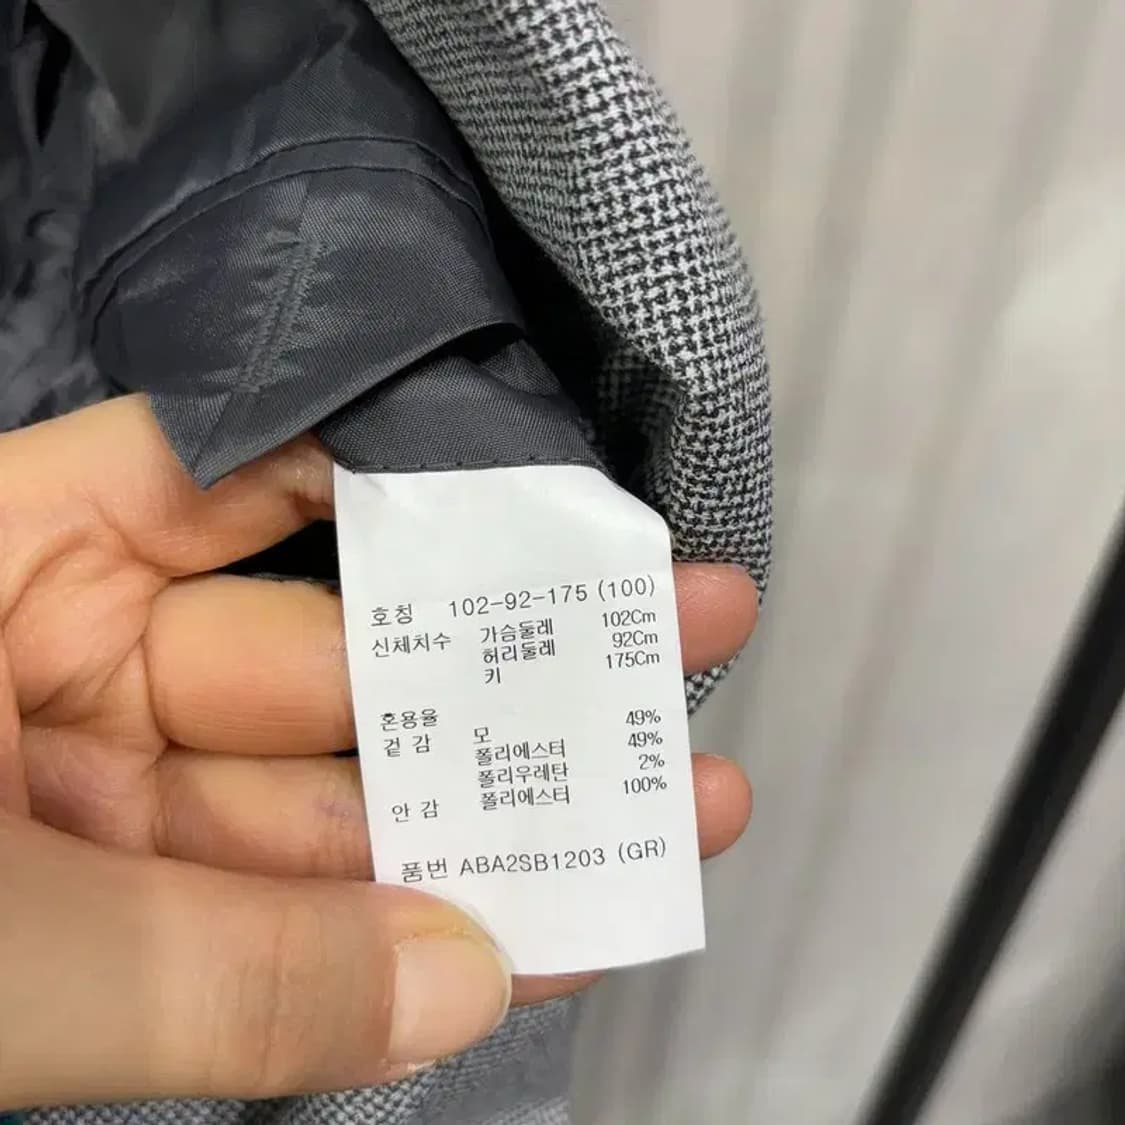 호칭 102-92-175 (100)
신체치수 가슴둘레 102Cm
허리둘레 92Cm
키 175Cm
혼용율
겉감 모 49%
폴리에스터 49%
폴리우레탄 2%
안감 폴리에스터 100%
품번 ABA2SB1203 (GR)